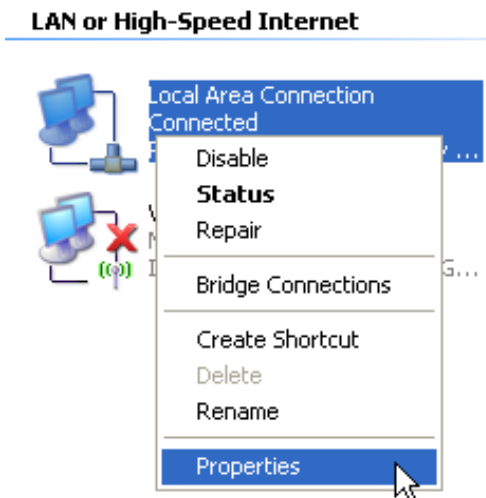 LAN or High-Speed Internet
Local Area Connection
Connected
Disable
Status
Repair
Bridge Connections
G...
Create Shortcut
Delete
Rename
Properties